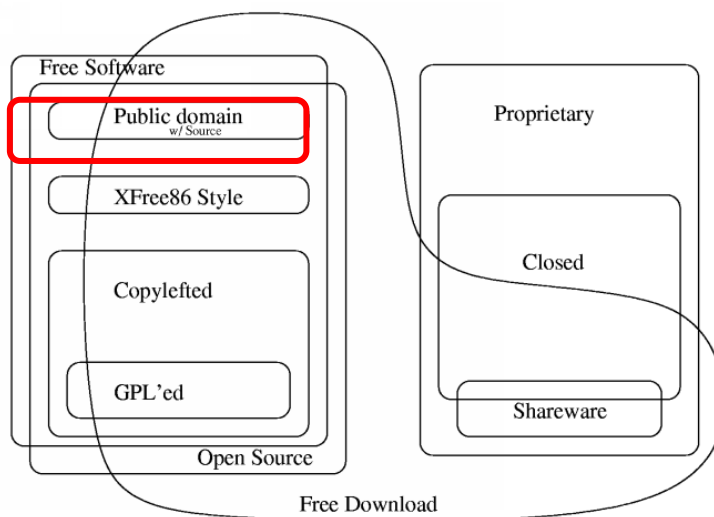 Free Software
Public domain
w/ Source
XFree86 Style
Copylefted
GPL'ed
Open Source
Proprietary
Closed
Shareware
Free Download